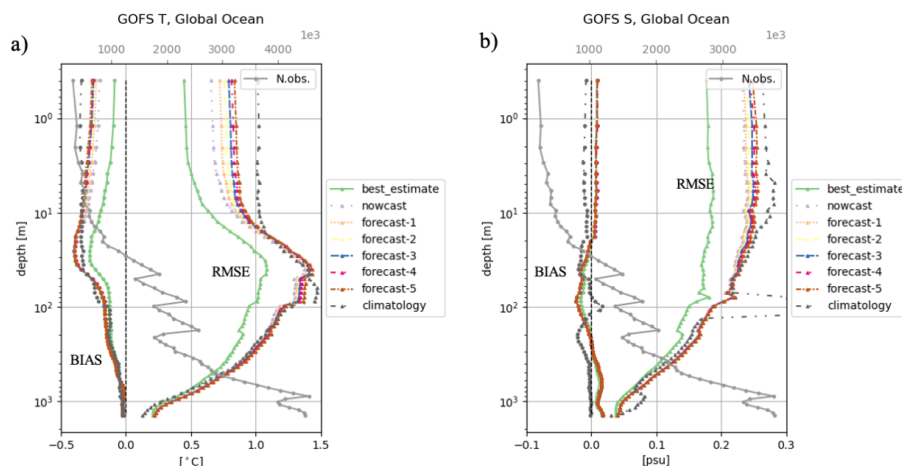 a)
GOFS T, Global Ocean
1000 2000 3000 4000 1e3
N.obs.
10⁰
10¹
10²
10³
depth [m]
RMSE
BIAS
best_estimate
nowcast
forecast-1
forecast-2
forecast-3
forecast-4
forecast-5
climatology
−0.5 0.0 0.5 1.0 1.5
[°C]
b)
GOFS S, Global Ocean
1000 2000 3000 1e3
N.obs.
10⁰
10¹
10²
10³
depth [m]
RMSE
BIAS
best_estimate
nowcast
forecast-1
forecast-2
forecast-3
forecast-4
forecast-5
climatology
−0.1 0.0 0.1 0.2 0.3
[psu]